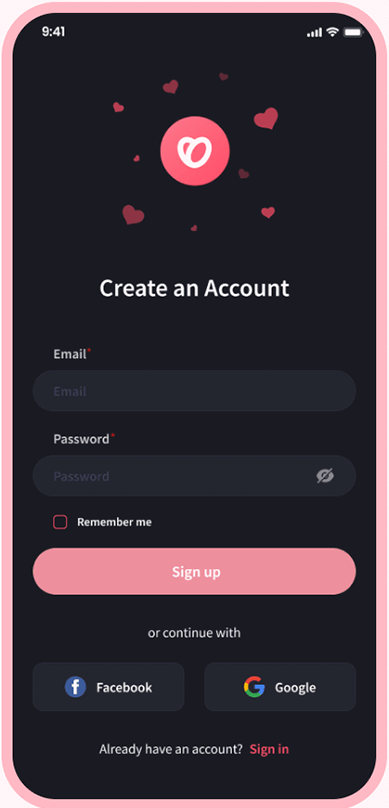 9:41
Create an Account
Email*
Email
Password*
Password
Remember me
Sign up
or continue with
Facebook Google
Already have an account? Sign in